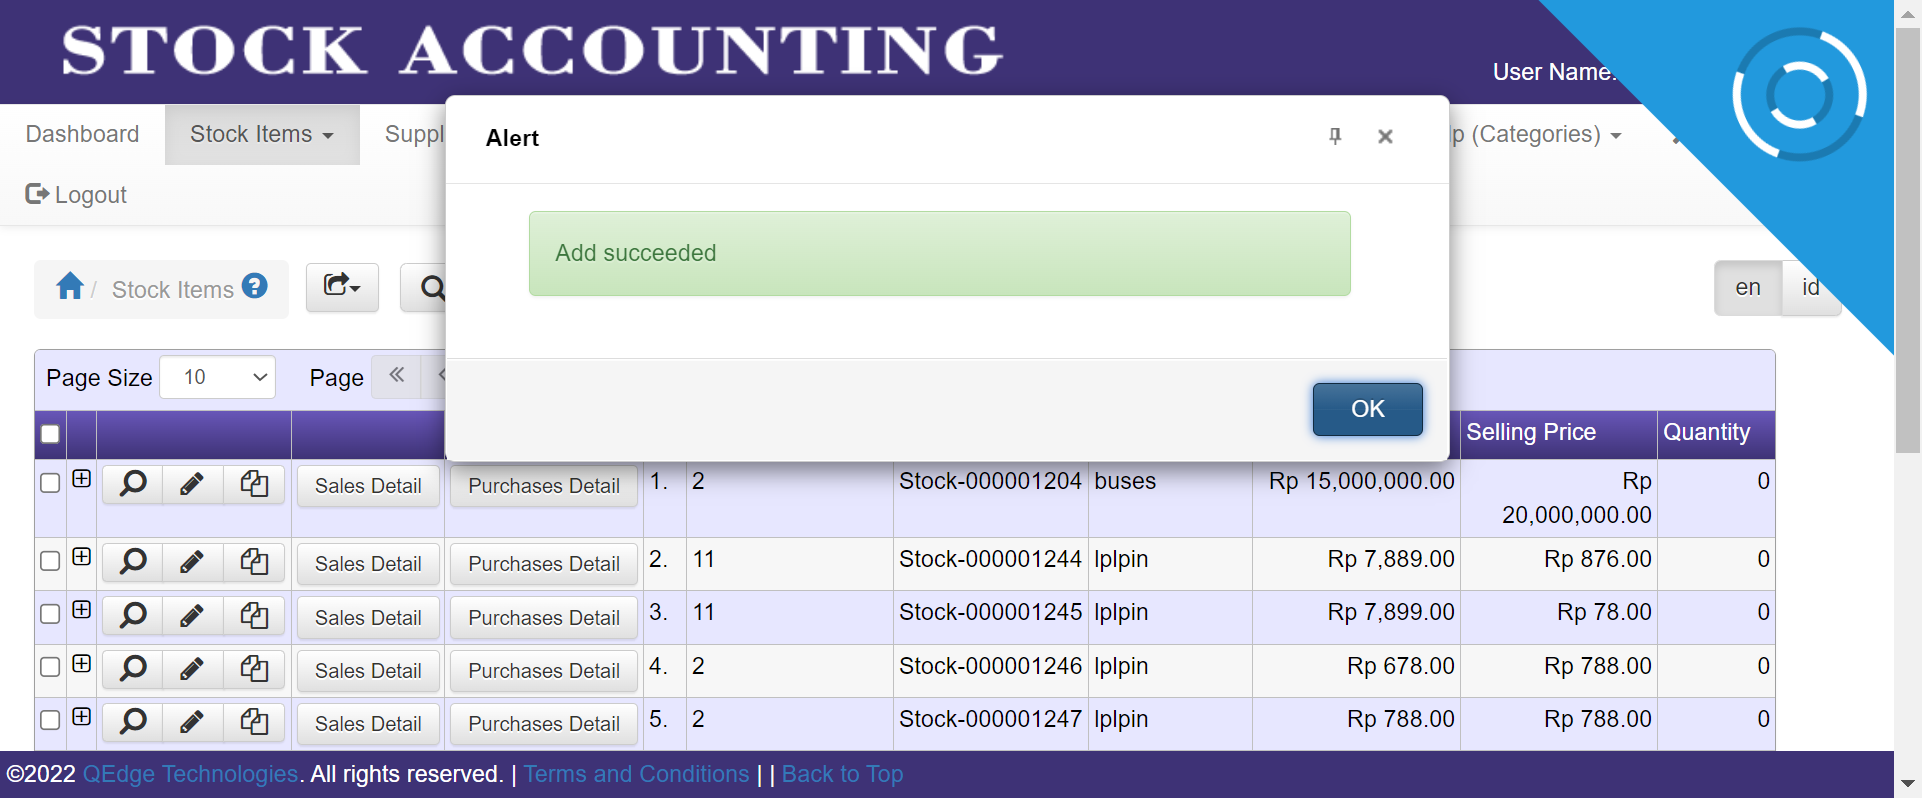 STOCK ACCOUNTING
User Name:
Dashboard
Stock Items
Suppl
lp (Categories)
Logout
Alert
Add succeeded
OK
Stock Items
en
id
Page Size 10 Page
Selling Price Quantity
Sales Detail Purchases Detail 1. 2 Stock-000001204 buses Rp 15,000,000.00 Rp
20,000,000.00 0
Sales Detail Purchases Detail 2. 11 Stock-000001244 lplpin Rp 7,889.00 Rp 876.00 0
Sales Detail Purchases Detail 3. 11 Stock-000001245 lplpin Rp 7,899.00 Rp 78.00 0
Sales Detail Purchases Detail 4. 2 Stock-000001246 lplpin Rp 678.00 Rp 788.00 0
Sales Detail Purchases Detail 5. 2 Stock-000001247 lplpin Rp 788.00 Rp 788.00 0
©2022 QEdge Technologies. All rights reserved. | Terms and Conditions | | Back to Top